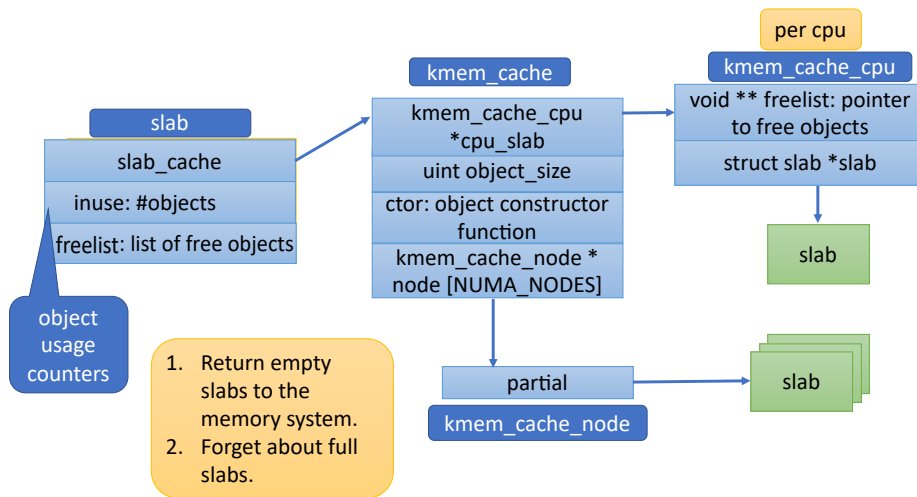 per cpu
kmem_cache
kmem_cache_cpu
slab
slab_cache
inuse: #objects
freelist: list of free objects
object
usage
counters
kmem_cache_cpu
*cpu_slab
uint object_size
ctor: object constructor
function
kmem_cache_node *
node [NUMA_NODES]
void ** freelist: pointer
to free objects
struct slab *slab
slab
1. Return empty
slabs to the
memory system.
2. Forget about full
slabs.
partial
kmem_cache_node
slab